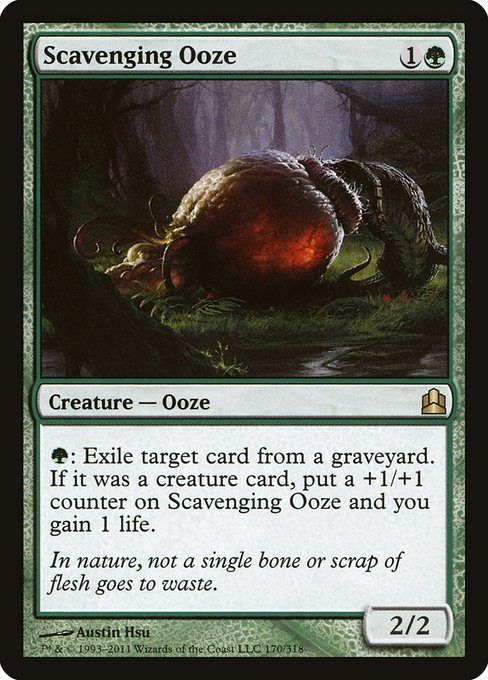 Scavenging Ooze 1
Creature — Ooze
: Exile target card from a graveyard.
If it was a creature card, put a +1/+1
counter on Scavenging Ooze and you
gain 1 life.
In nature, not a single bone or scrap of
flesh goes to waste.
2/2
Austin Hsu
™ & © 1993–2011 Wizards of the Coast LLC 170/318